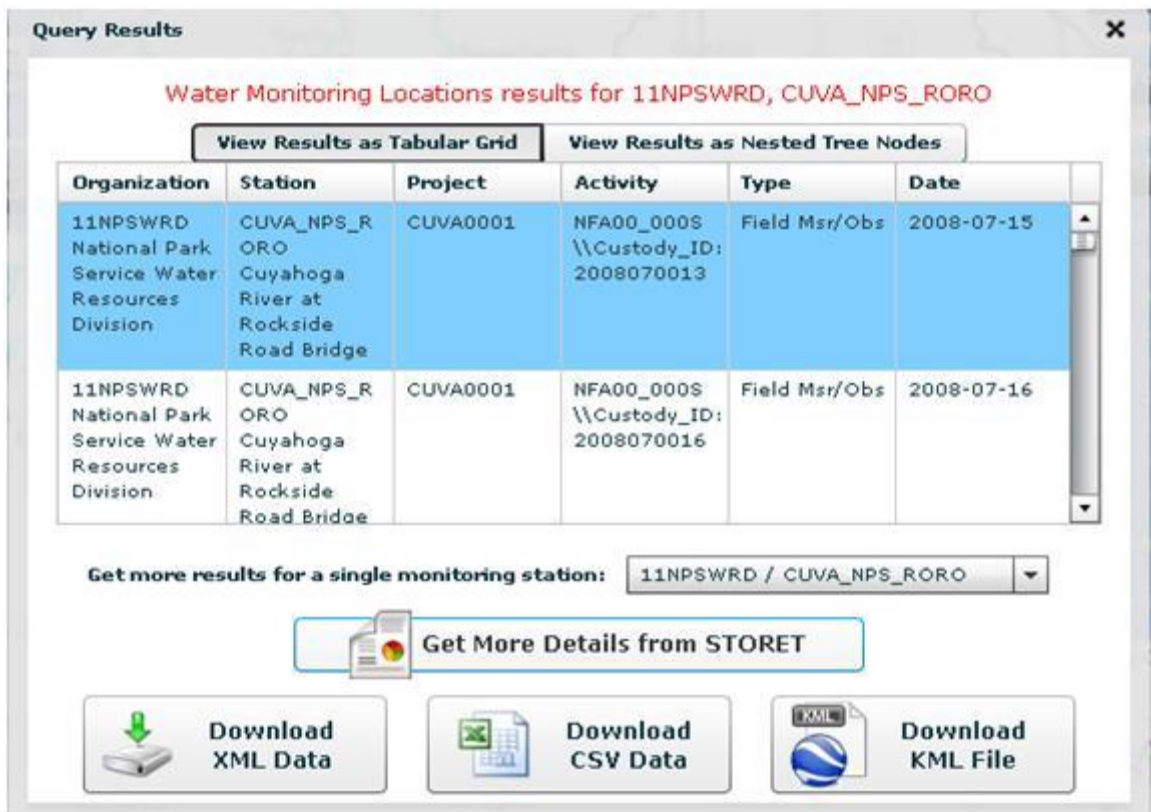 Query Results
Water Monitoring Locations results for 11NPSWRD, CUVA_NPS_RORO
View Results as Tabular Grid View Results as Nested Tree Nodes
Organization Station Project Activity Type Date
11NPSWRD CUVA_NPS_R CUVA0001 NFA00_000S Field Msr/Obs 2008-07-15
National Park ORO \\Custody_ID:
Service Water Cuyahoga 2008070013
Resources River at
Division Rockside
Road Bridge
11NPSWRD CUVA_NPS_R CUVA0001 NFA00_000S Field Msr/Obs 2008-07-16
National Park ORO \\Custody_ID:
Service Water Cuyahoga 2008070016
Resources River at
Division Rockside
Road Bridge
Get more results for a single monitoring station: 11NPSWRD / CUVA_NPS_RORO
Get More Details from STORET
Download Download KML Download
XML Data CSV Data KML File